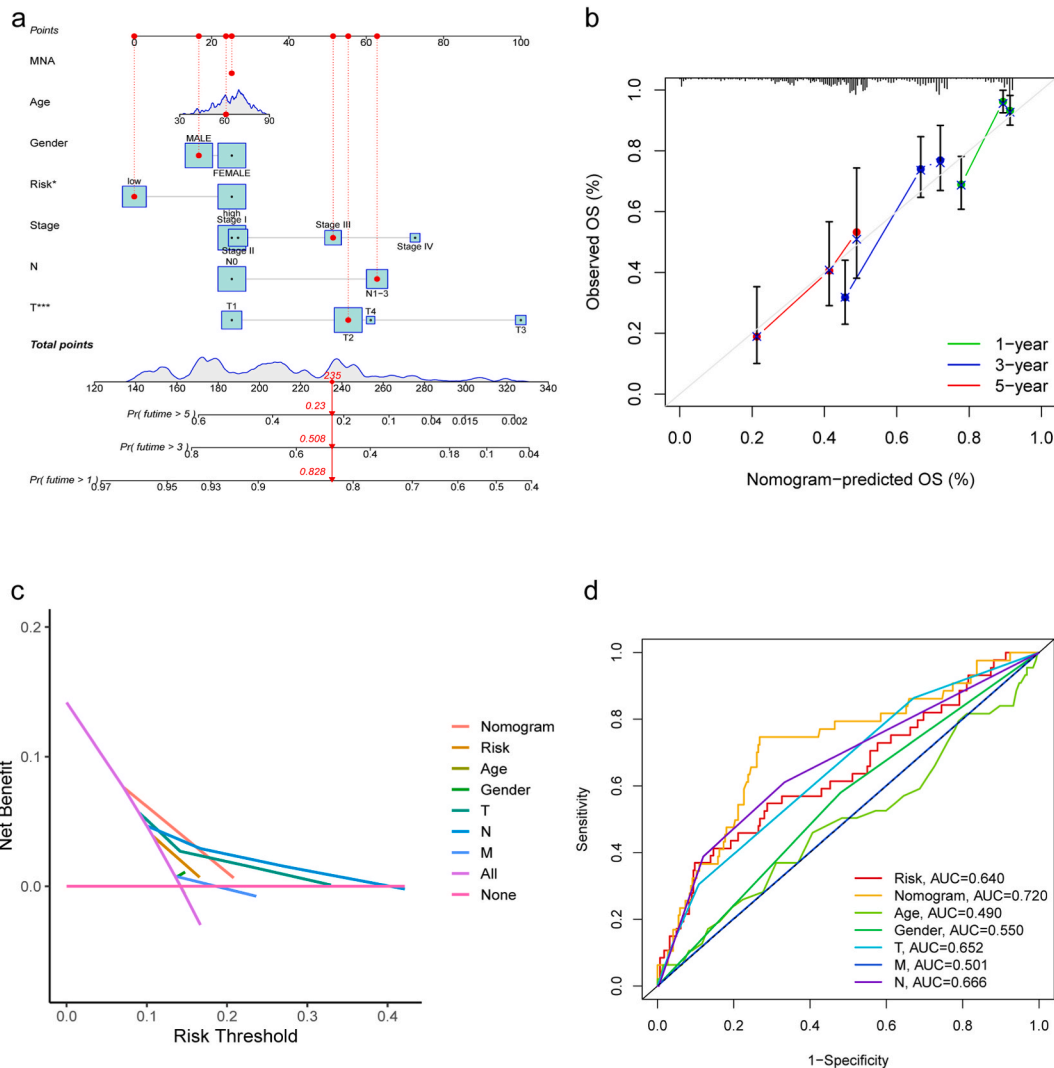 a
Points
0 20 40 60 80 100
MNA
Age
30 60 90
Gender
MALE
FEMALE
Risk*
low
high
Stage
Stage I
Stage II
Stage III
Stage IV
N
N0
N1−3
T***
T1
T2
T4
T3
Total points
235
120 140 160 180 200 220 240 260 280 300 320 340
0.23
Pr( futime > 5 )
0.6 0.4 0.2 0.1 0.04 0.015 0.002
0.508
Pr( futime > 3 )
0.8 0.6 0.4 0.18 0.1 0.04
0.828
Pr( futime > 1 )
0.97 0.95 0.93 0.9 0.8 0.7 0.6 0.5 0.4
b
Observed OS (%)
1.0
0.8
0.6
0.4
0.2
0.0
1−year
3−year
5−year
0.0 0.2 0.4 0.6 0.8 1.0
Nomogram−predicted OS (%)
c
Net Benefit
0.2
0.1
0.0
0.0 0.1 0.2 0.3 0.4
Risk Threshold
Nomogram
Risk
Age
Gender
T
N
M
All
None
d
Sensitivity
1.0
0.8
0.6
0.4
0.2
0.0
Risk, AUC=0.640
Nomogram, AUC=0.720
Age, AUC=0.490
Gender, AUC=0.550
T, AUC=0.652
M, AUC=0.501
N, AUC=0.666
0.0 0.2 0.4 0.6 0.8 1.0
1−Specificity